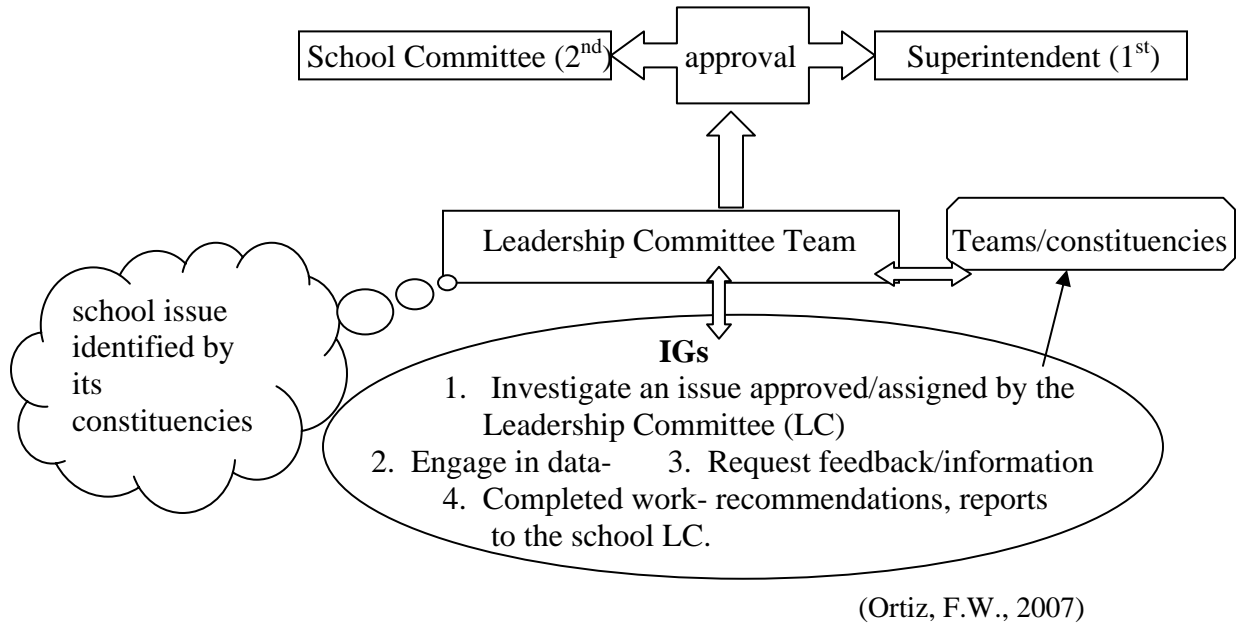 approval
School Committee (2nd)
Superintendent (1st)
Leadership Committee Team
Teams/constituencies
school issue
identified by
its
constituencies
IGs
1. Investigate an issue approved/assigned by the
Leadership Committee (LC)
2. Engage in data- 3. Request feedback/information
4. Completed work- recommendations, reports
to the school LC.
(Ortiz, F.W., 2007)